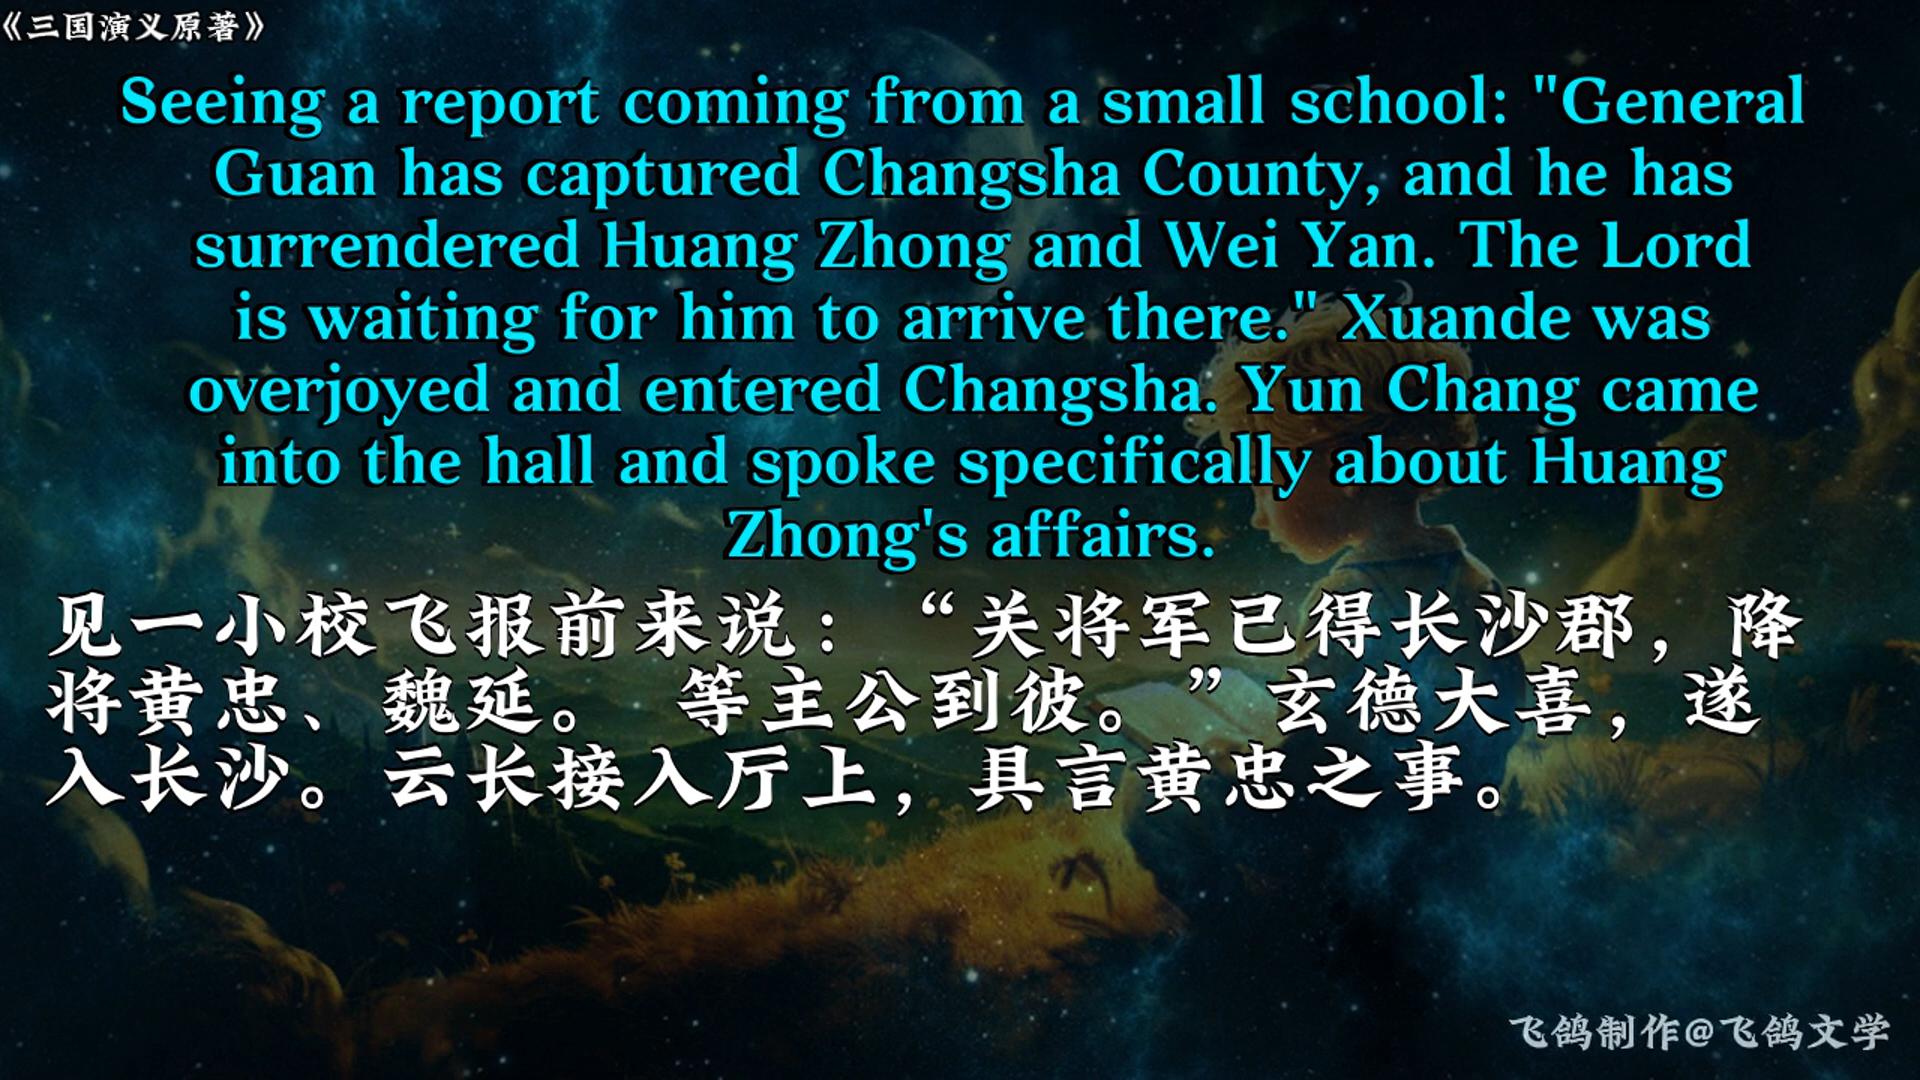 《三国演义原著》
Seeing a report coming from a small school: "General
Guan has captured Changsha County, and he has
surrendered Huang Zhong and Wei Yan. The Lord
is waiting for him to arrive there." Xuande was
overjoyed and entered Changsha. Yun Chang came
into the hall and spoke specifically about Huang
Zhong's affairs.
见一小校飞报前来说：“关将军已得长沙郡，降
将黄忠、魏延。 等主公到彼。”玄德大喜，遂
入长沙。云长接入厅上，具言黄忠之事。
飞鸽制作@飞鸽文学